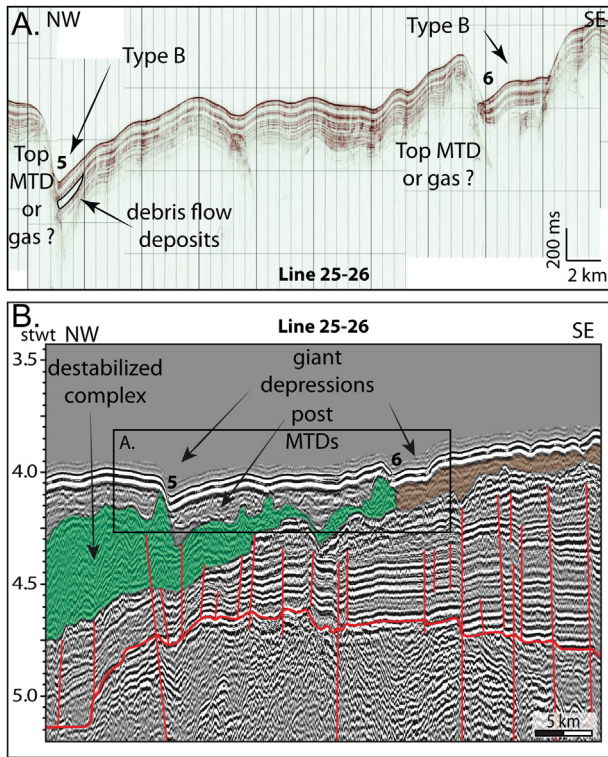 A.
NW
SE
Type B
Type B
5
6
Top
MTD
or
gas ?
debris flow
deposits
Top MTD
or gas ?
Line 25-26
200 ms
2 km
B.
Line 25-26
stwt
NW
SE
3.5
destabilized
complex
giant
depressions
post
MTDs
A.
5
6
4.0
4.5
5.0
5 km